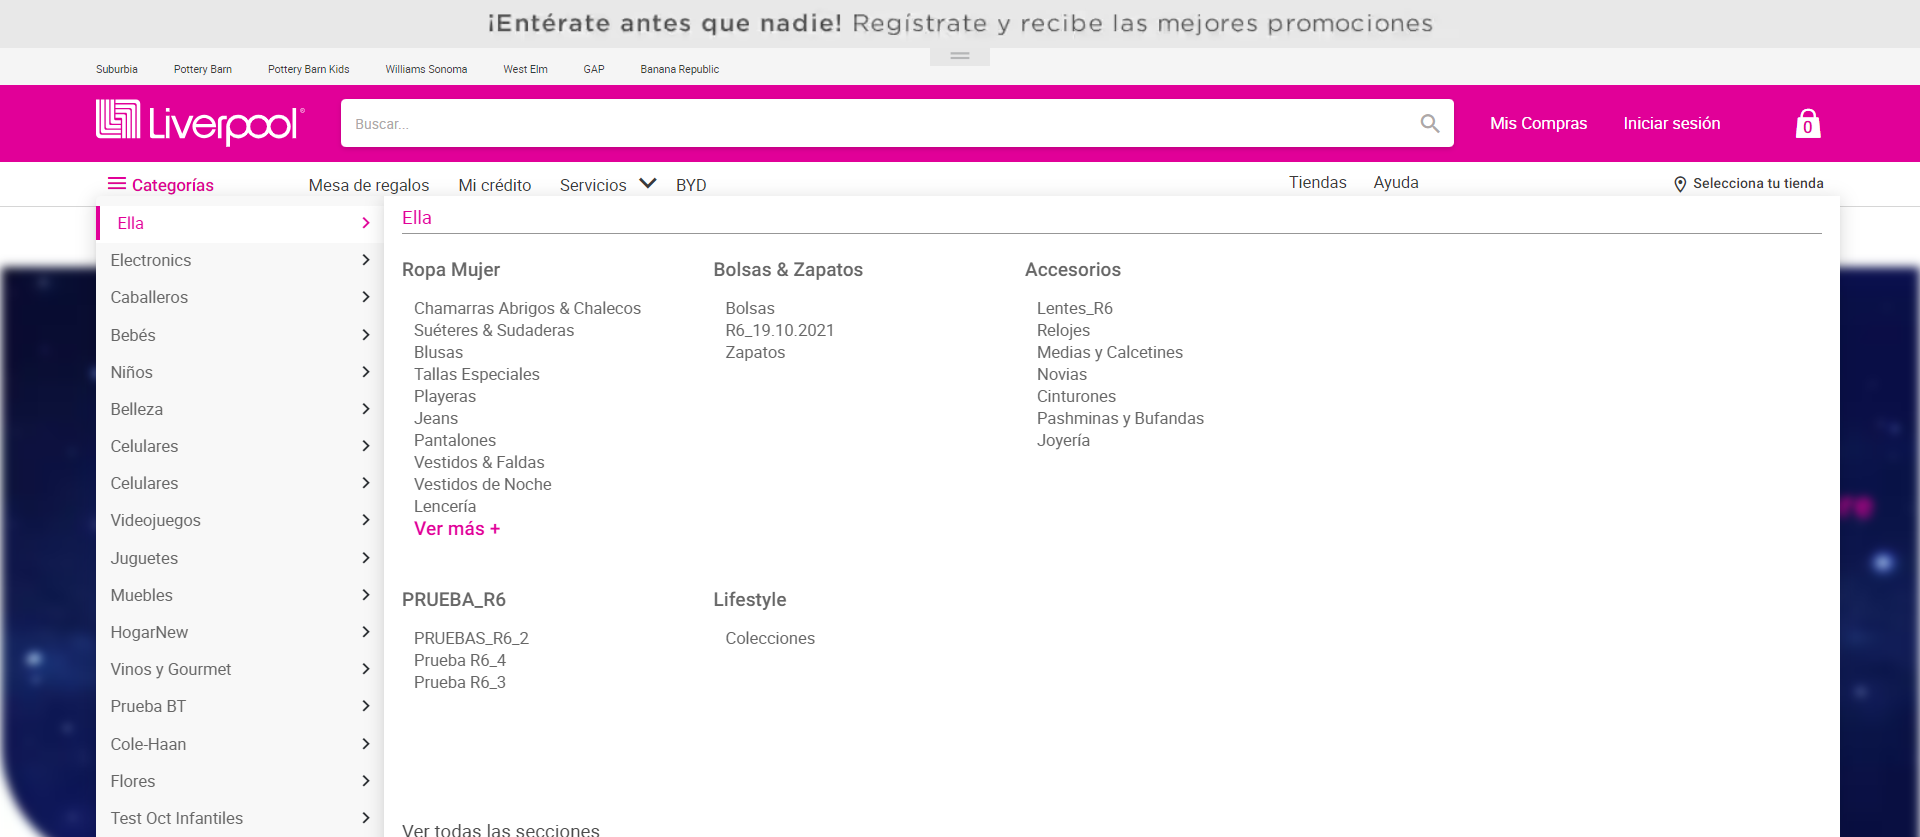 ¡Entérate antes que nadie! Regístrate y recibe las mejores promociones
Suburbia Pottery Barn Pottery Barn Kids Williams Sonoma West Elm GAP Banana Republic
Liverpool Buscar... Mis Compras Iniciar sesión 0
Categorías Mesa de regalos Mi crédito Servicios BYD Tiendas Ayuda Selecciona tu tienda
Ella
Electronics
Caballeros
Bebés
Niños
Belleza
Celulares
Celulares
Videojuegos
Juguetes
Muebles
HogarNew
Vinos y Gourmet
Prueba BT
Cole-Haan
Flores
Test Oct Infantiles
Ella
Ropa Mujer
Chamarras Abrigos & Chalecos
Suéteres & Sudaderas
Blusas
Tallas Especiales
Playeras
Jeans
Pantalones
Vestidos & Faldas
Vestidos de Noche
Lencería
Ver más +
Bolsas & Zapatos
Bolsas
R6_19.10.2021
Zapatos
Accesorios
Lentes_R6
Relojes
Medias y Calcetines
Novias
Cinturones
Pashminas y Bufandas
Joyería
PRUEBA_R6
PRUEBAS_R6_2
Prueba R6_4
Prueba R6_3
Lifestyle
Colecciones
Ver todas las secciones